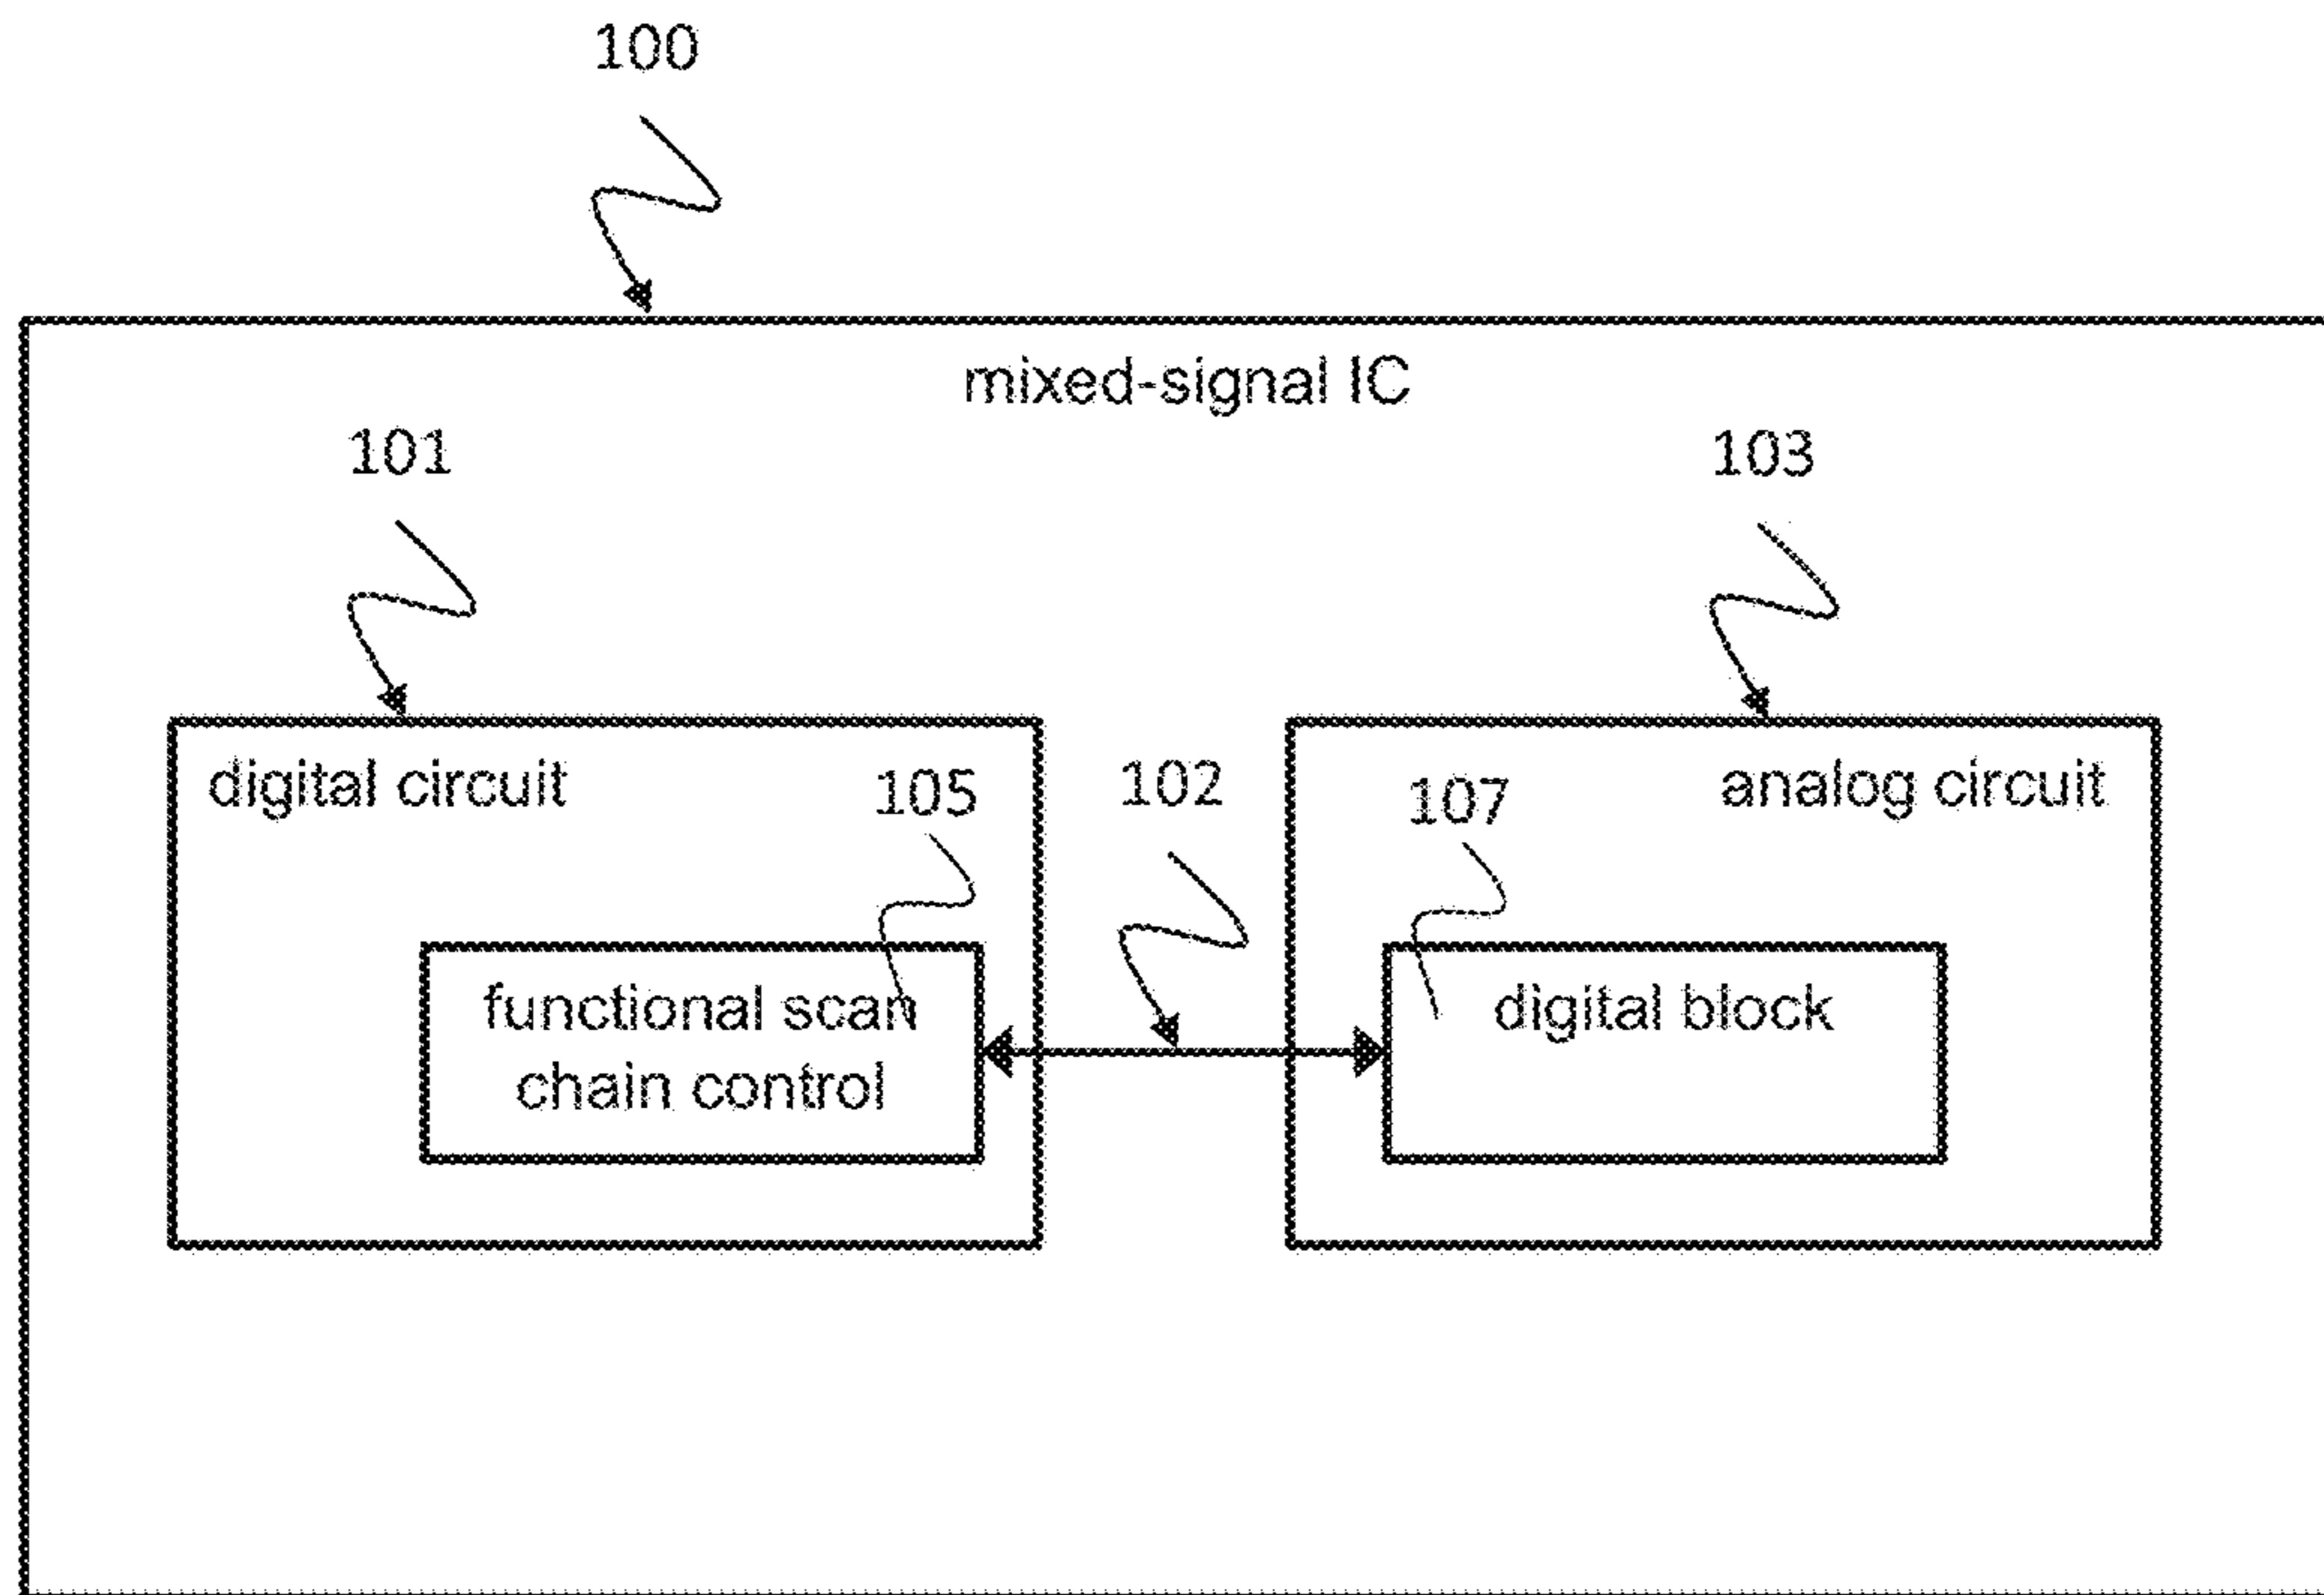 100
mixed-signal IC
101
103
digital circuit
105
102
107
analog circuit
functional scan
chain control
digital block